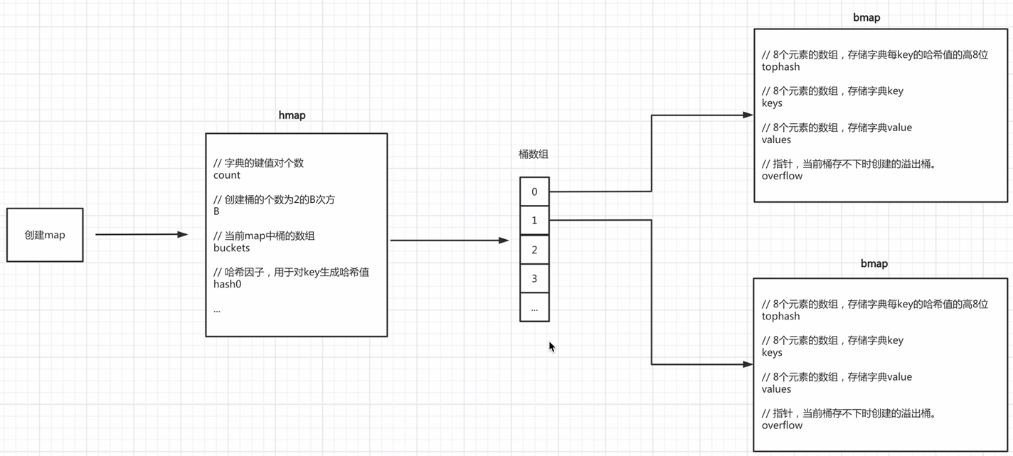 创建map
hmap
// 字典的键值对个数
count
// 创建桶的个数为2的B次方
B
// 当前map中桶的数组
buckets
// 哈希因子，用于对key生成哈希值
hash0
...
桶数组
0
1
2
3
...
bmap
// 8个元素的数组，存储字典每key的哈希值的高8位
tophash
// 8个元素的数组，存储字典key
keys
// 8个元素的数组，存储字典value
values
// 指针，当前桶存不下时创建的溢出桶。
overflow
bmap
// 8个元素的数组，存储字典每key的哈希值的高8位
tophash
// 8个元素的数组，存储字典key
keys
// 8个元素的数组，存储字典value
values
// 指针，当前桶存不下时创建的溢出桶。
overflow